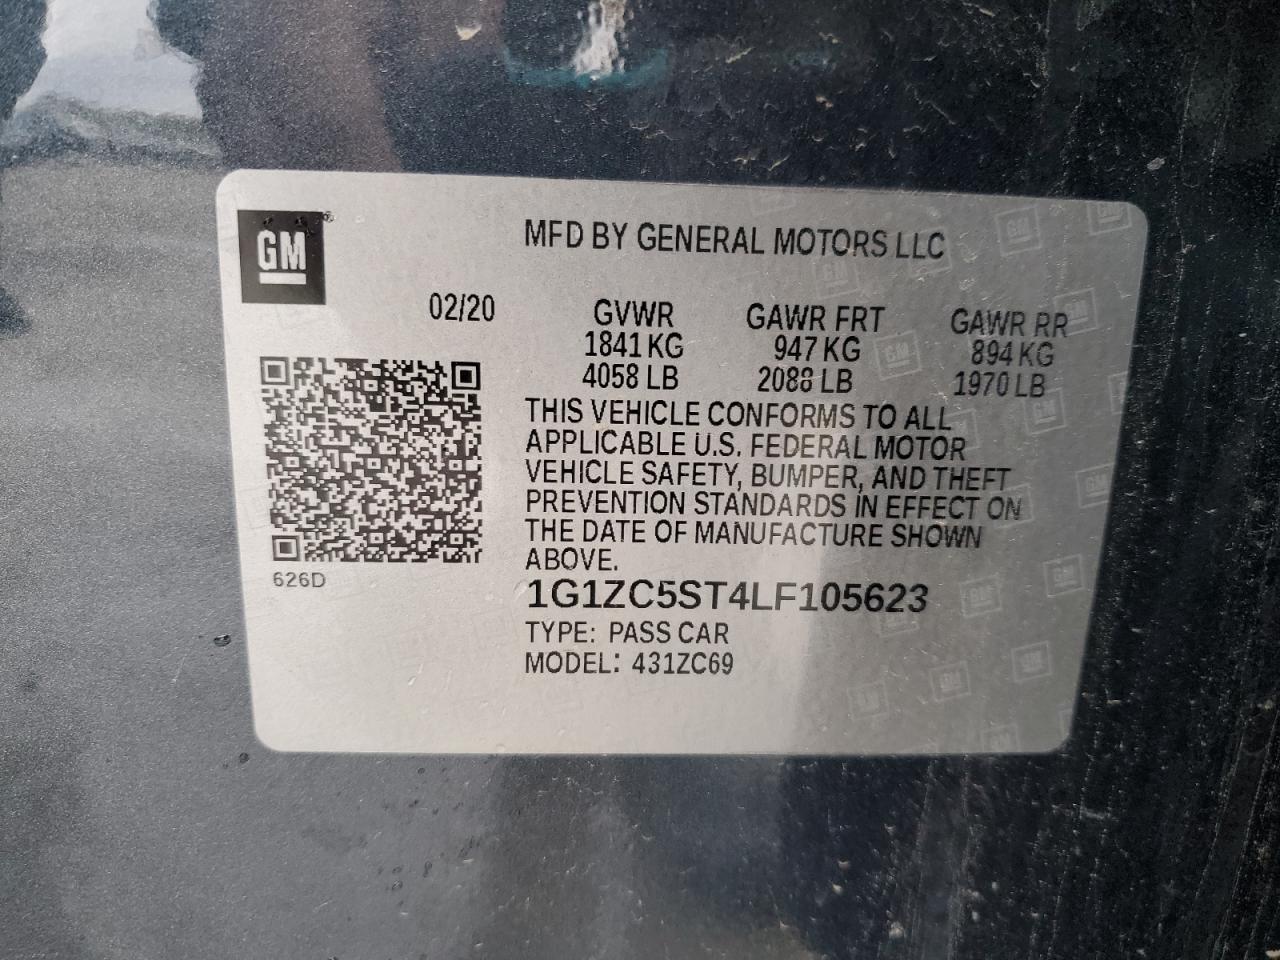 GM
MFD BY GENERAL MOTORS LLC
02/20 GVWR GAWR FRT GAWR RR
1841 KG 947 KG 894 KG
4058 LB 2088 LB 1970 LB
THIS VEHICLE CONFORMS TO ALL
APPLICABLE U.S. FEDERAL MOTOR
VEHICLE SAFETY, BUMPER, AND THEFT
PREVENTION STANDARDS IN EFFECT ON
THE DATE OF MANUFACTURE SHOWN
ABOVE.
626D
1G1ZC5ST4LF105623
TYPE: PASS CAR
MODEL: 431ZC69